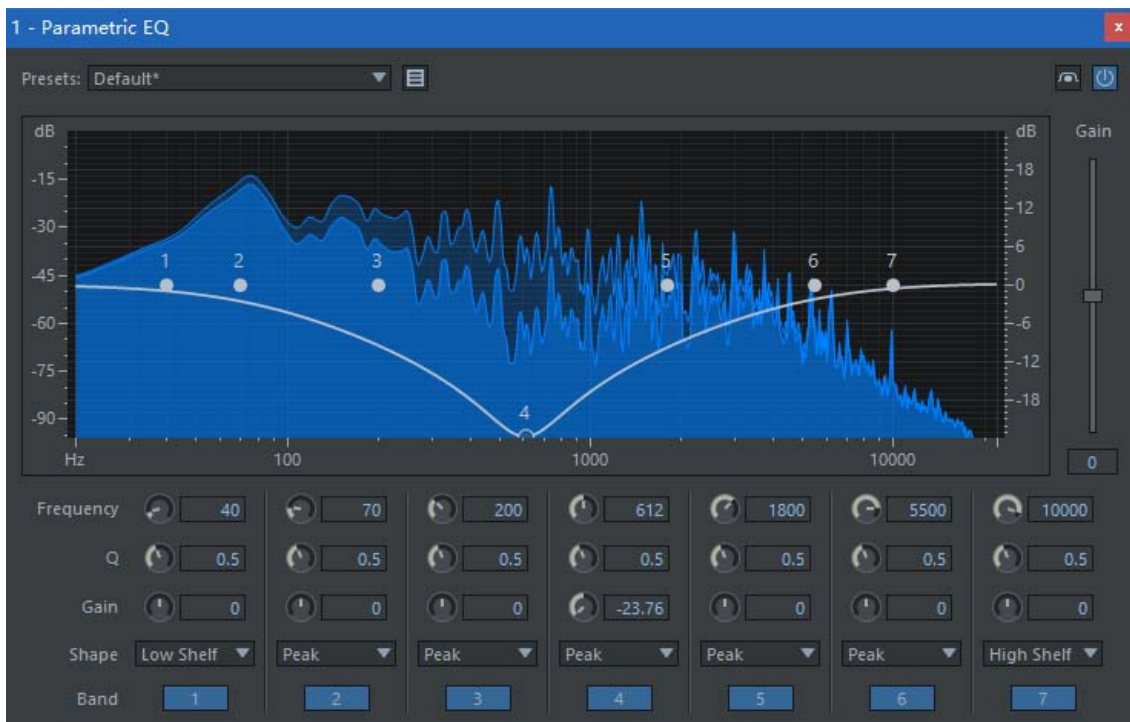 1 - Parametric EQ
x
Presets: Default*
dB
dB
Gain
-15
18
-30
12
6
1
2
3
5
6
7
-45
0
-60
-6
-75
-12
-90
-18
4
Hz
100
1000
10000
0
Frequency 40 70 200 612 1800 5500 10000
Q 0.5 0.5 0.5 0.5 0.5 0.5 0.5
Gain 0 0 0 -23.76 0 0 0
Shape Low Shelf Peak Peak Peak Peak Peak High Shelf
Band 1 2 3 4 5 6 7